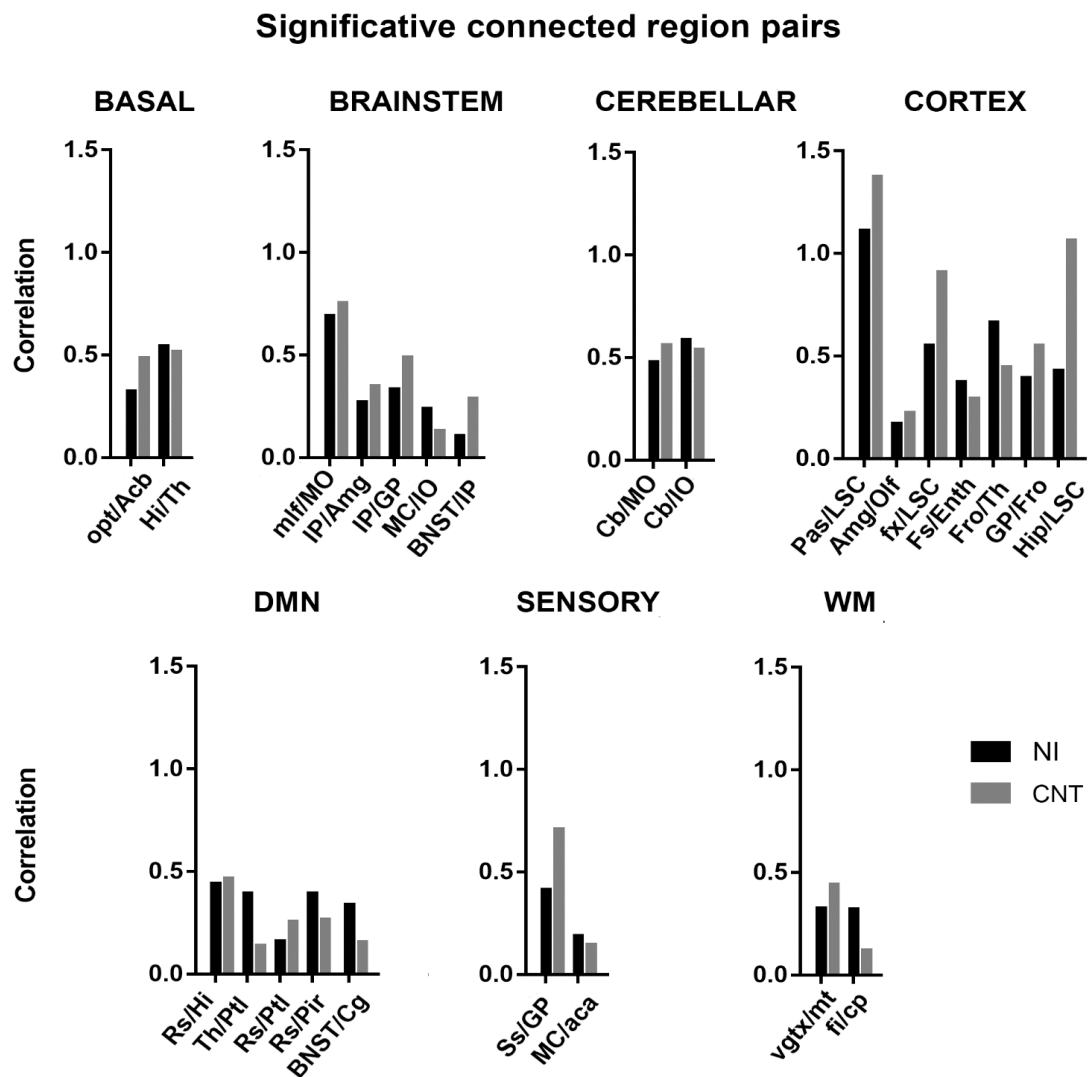 Significative connected region pairs
BASAL
BRAINSTEM
CEREBELLAR
CORTEX
Correlation
1.5
1.0
0.5
0.0
opt/Acb
Hi/Th
1.5
1.0
0.5
0.0
mlf/MO
IP/Amg
IP/GP
MC/IO
BNST/IP
1.5
1.0
0.5
0.0
Cb/MO
Cb/IO
1.5
1.0
0.5
0.0
Pas/LSC
Amg/Olf
fx/LSC
Fs/Enth
Fro/Th
GP/Fro
Hip/LSC
DMN
SENSORY
WM
Correlation
1.5
1.0
0.5
0.0
Rs/Hi
Th/Ptl
Rs/Ptl
Rs/Pir
BNST/Cg
1.5
1.0
0.5
0.0
Ss/GP
MC/aca
1.5
1.0
0.5
0.0
vgtx/mt
fi/cp
NI
CNT